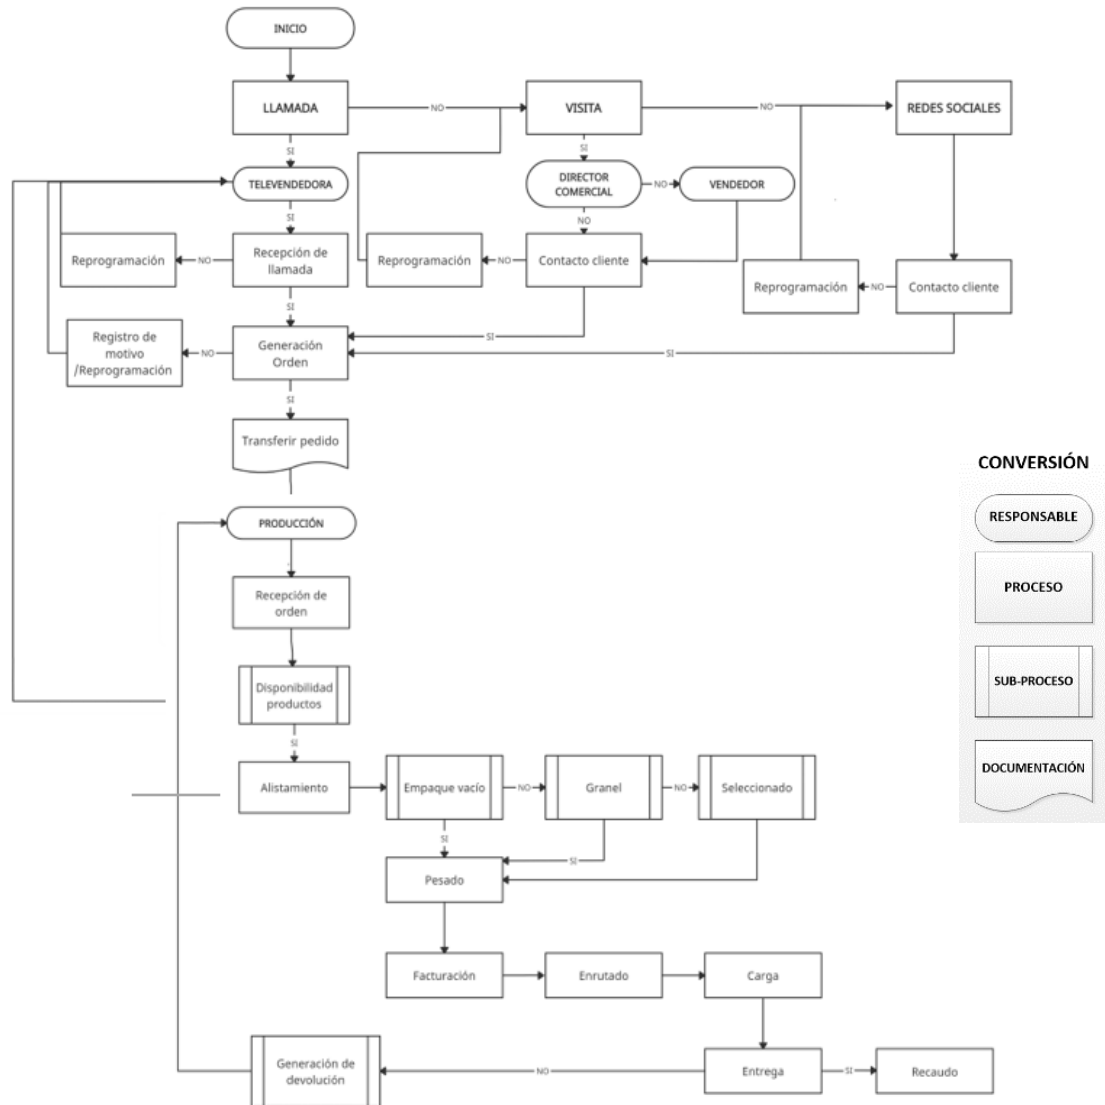 INICIO
LLAMADA
NO
VISITA
NO
REDES SOCIALES
SI
SI
TELEVENDEDORA
DIRECTOR
COMERCIAL
NO
VENDEDOR
SI
NO
Reprogramación
NO
Recepción de
llamada
Reprogramación
NO
Contacto cliente
Reprogramación
NO
Contacto cliente
SI
Registro de
motivo
/Reprogramación
NO
Generación
Orden
SI
SI
SI
Transferir pedido
CONVERSIÓN
RESPONSABLE
PROCESO
SUB-PROCESO
DOCUMENTACIÓN
PRODUCCIÓN
Recepción de
orden
Disponibilidad
productos
SI
Alistamiento
Empaque vacío
NO
Granel
NO
Seleccionado
SI
SI
Pesado
Facturación
Enrutado
Carga
Generación de
devolución
NO
Entrega
SI
Recaudo